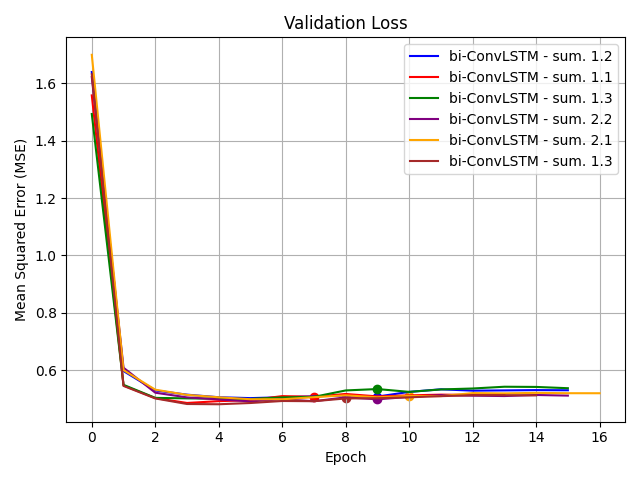 Validation Loss
Mean Squared Error (MSE)
1.6
1.4
1.2
1.0
0.8
0.6
bi-ConvLSTM - sum. 1.2
bi-ConvLSTM - sum. 1.1
bi-ConvLSTM - sum. 1.3
bi-ConvLSTM - sum. 2.2
bi-ConvLSTM - sum. 2.1
bi-ConvLSTM - sum. 1.3
0 2 4 6 8 10 12 14 16
Epoch